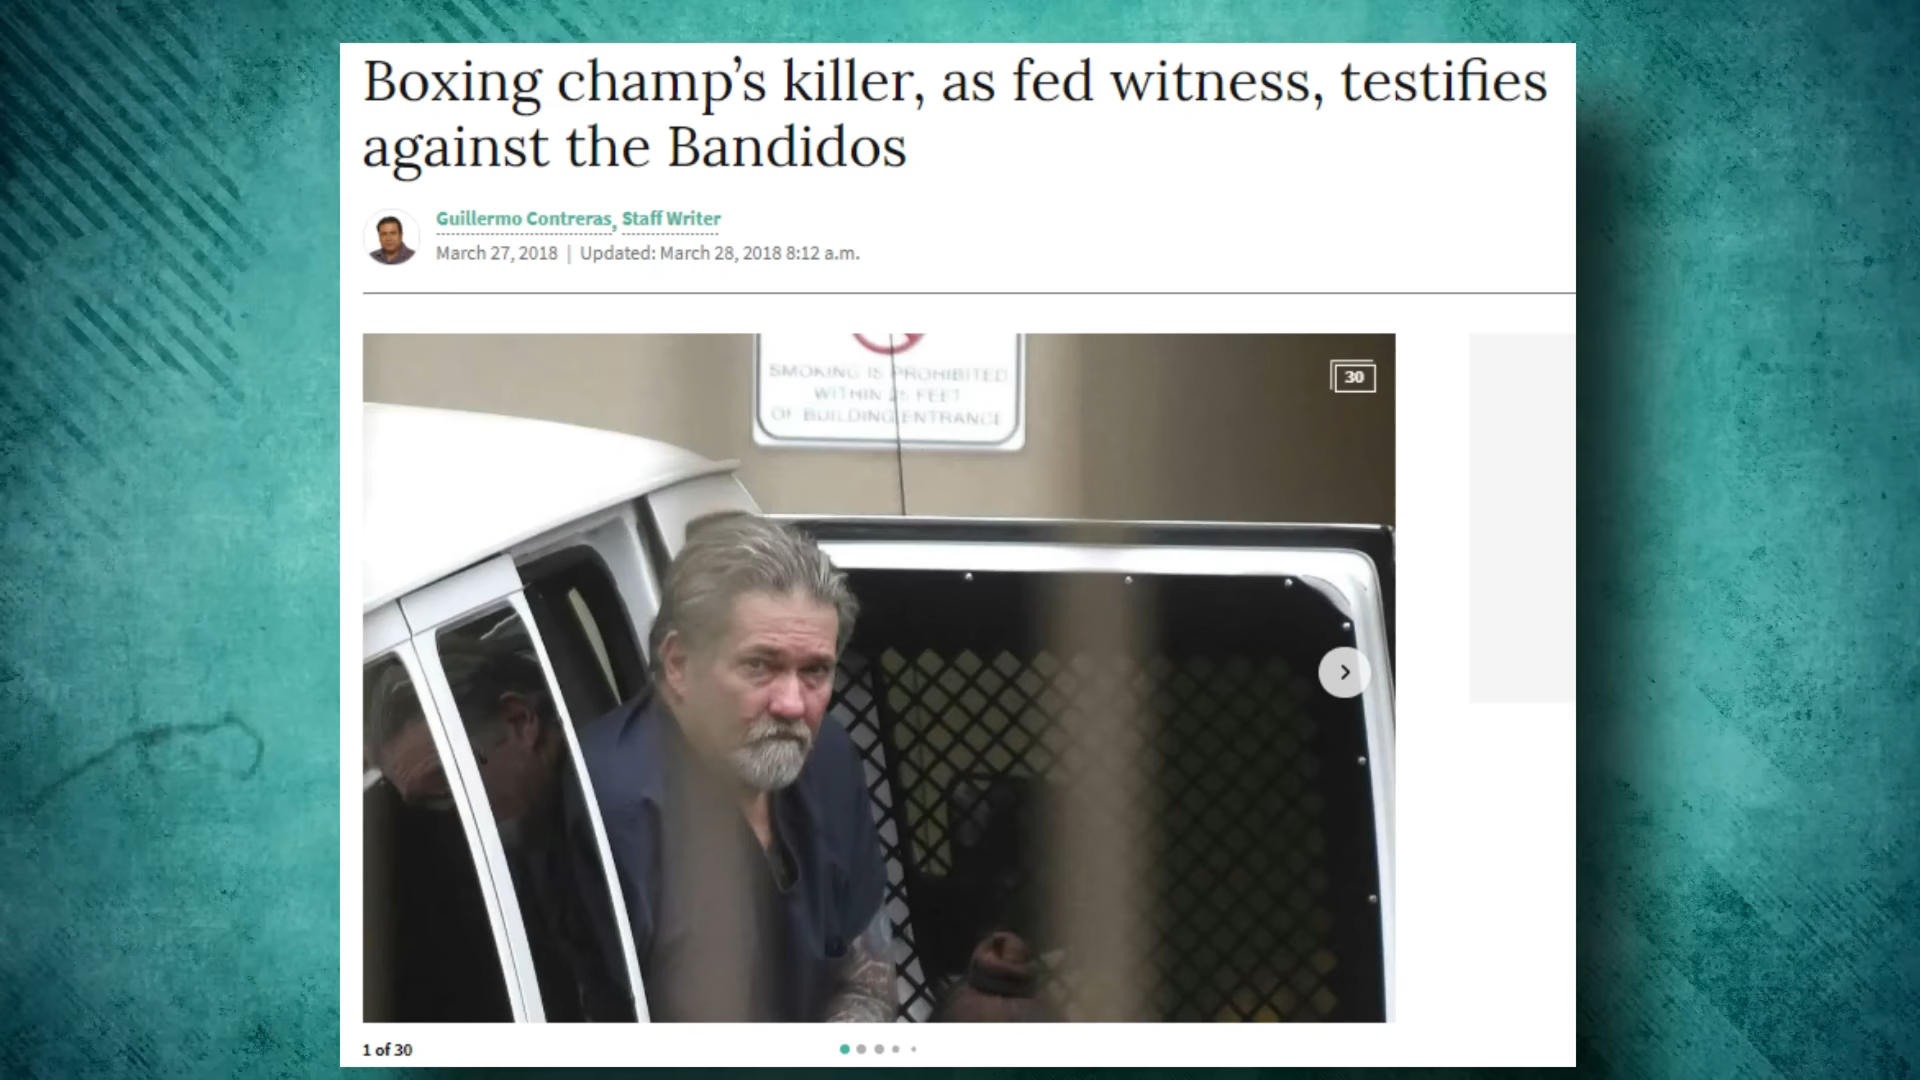 Boxing champ's killer, as fed witness, testifies
against the Bandidos
Guillermo Contreras, Staff Writer
March 27, 2018 | Updated: March 28, 2018 8:12 a.m.
SMOKING IS PROHIBITED
WITHIN 25 FEET
OF BUILDING ENTRANCE
30
1 of 30